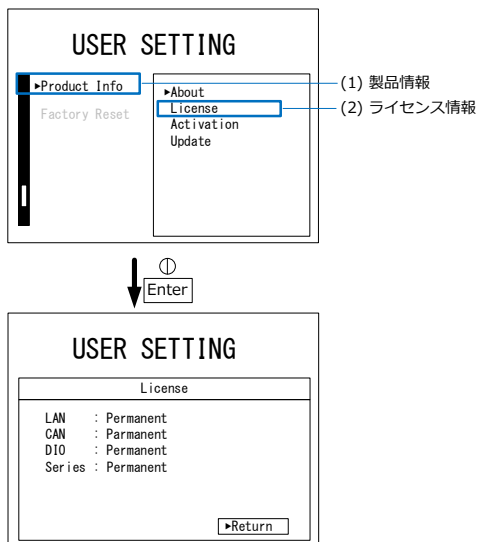 USER SETTING
▸Product Info
Factory Reset
▸About
License
Activation
Update
(1) 製品情報
(2) ライセンス情報
Enter
USER SETTING
License
LAN : Permanent
CAN : Parmanent
DIO : Permanent
Series : Permanent
▸Return